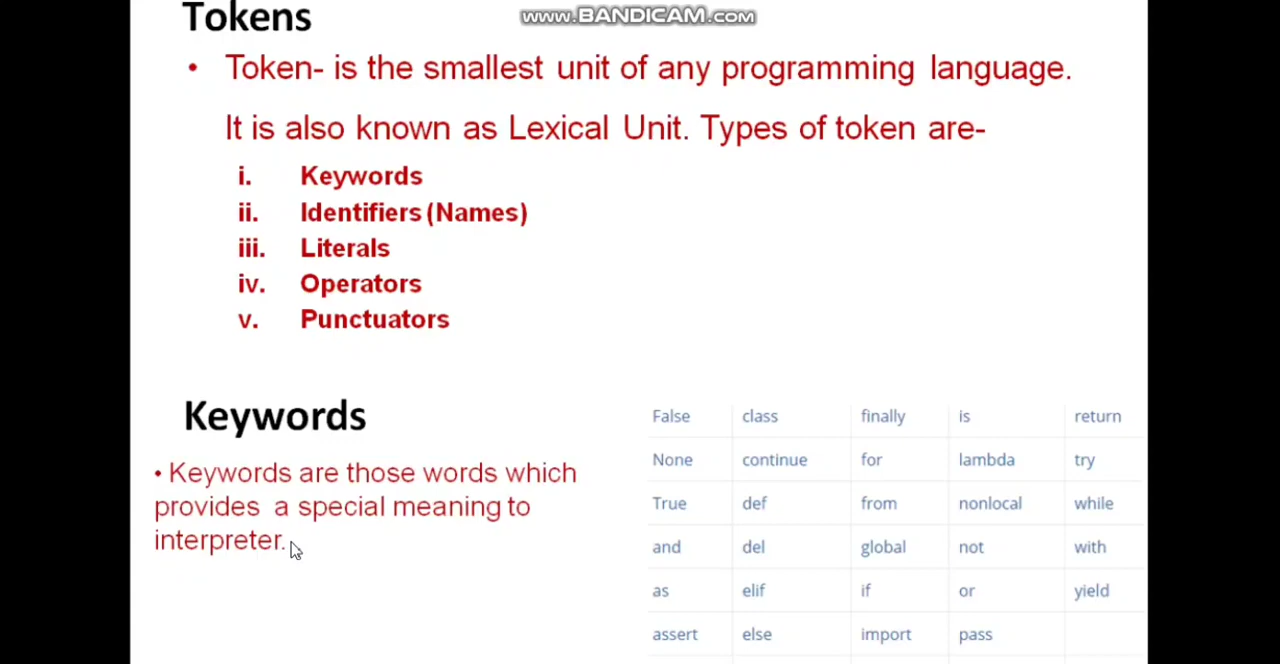 Tokens
www.BANDICAM.com
• Token- is the smallest unit of any programming language.
It is also known as Lexical Unit. Types of token are-
i. Keywords
ii. Identifiers (Names)
iii. Literals
iv. Operators
v. Punctuators
Keywords
• Keywords are those words which
provides a special meaning to
interpreter.
False class finally is return
None continue for lambda try
True def from nonlocal while
and del global not with
as elif if or yield
assert else import pass